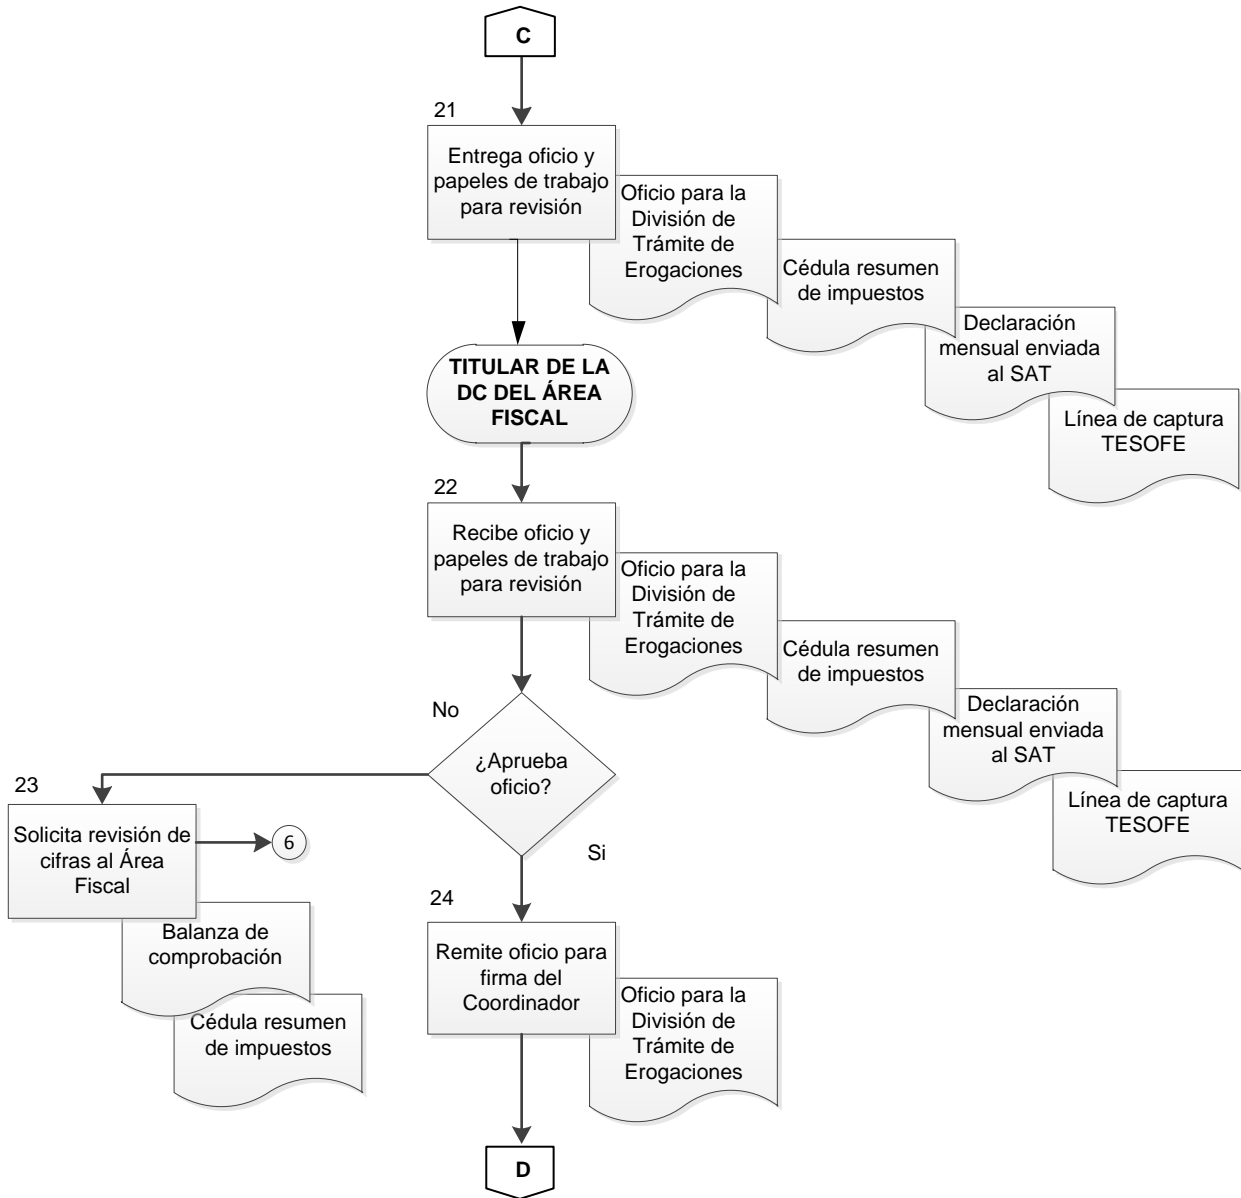 C
21
Entrega oficio y
papeles de trabajo
para revisión
Oficio para la
División de
Trámite de
Erogaciones
Cédula resumen
de impuestos
Declaración
mensual enviada
al SAT
Línea de captura
TESOFE
TITULAR DE LA
DC DEL ÁREA
FISCAL
22
Recibe oficio y
papeles de trabajo
para revisión
Oficio para la
División de
Trámite de
Erogaciones
Cédula resumen
de impuestos
Declaración
mensual enviada
al SAT
Línea de captura
TESOFE
¿Aprueba
oficio?
No
23
Solicita revisión de
cifras al Área
Fiscal
6
Balanza de
comprobación
Cédula resumen
de impuestos
Si
24
Remite oficio para
firma del
Coordinador
Oficio para la
División de
Trámite de
Erogaciones
D